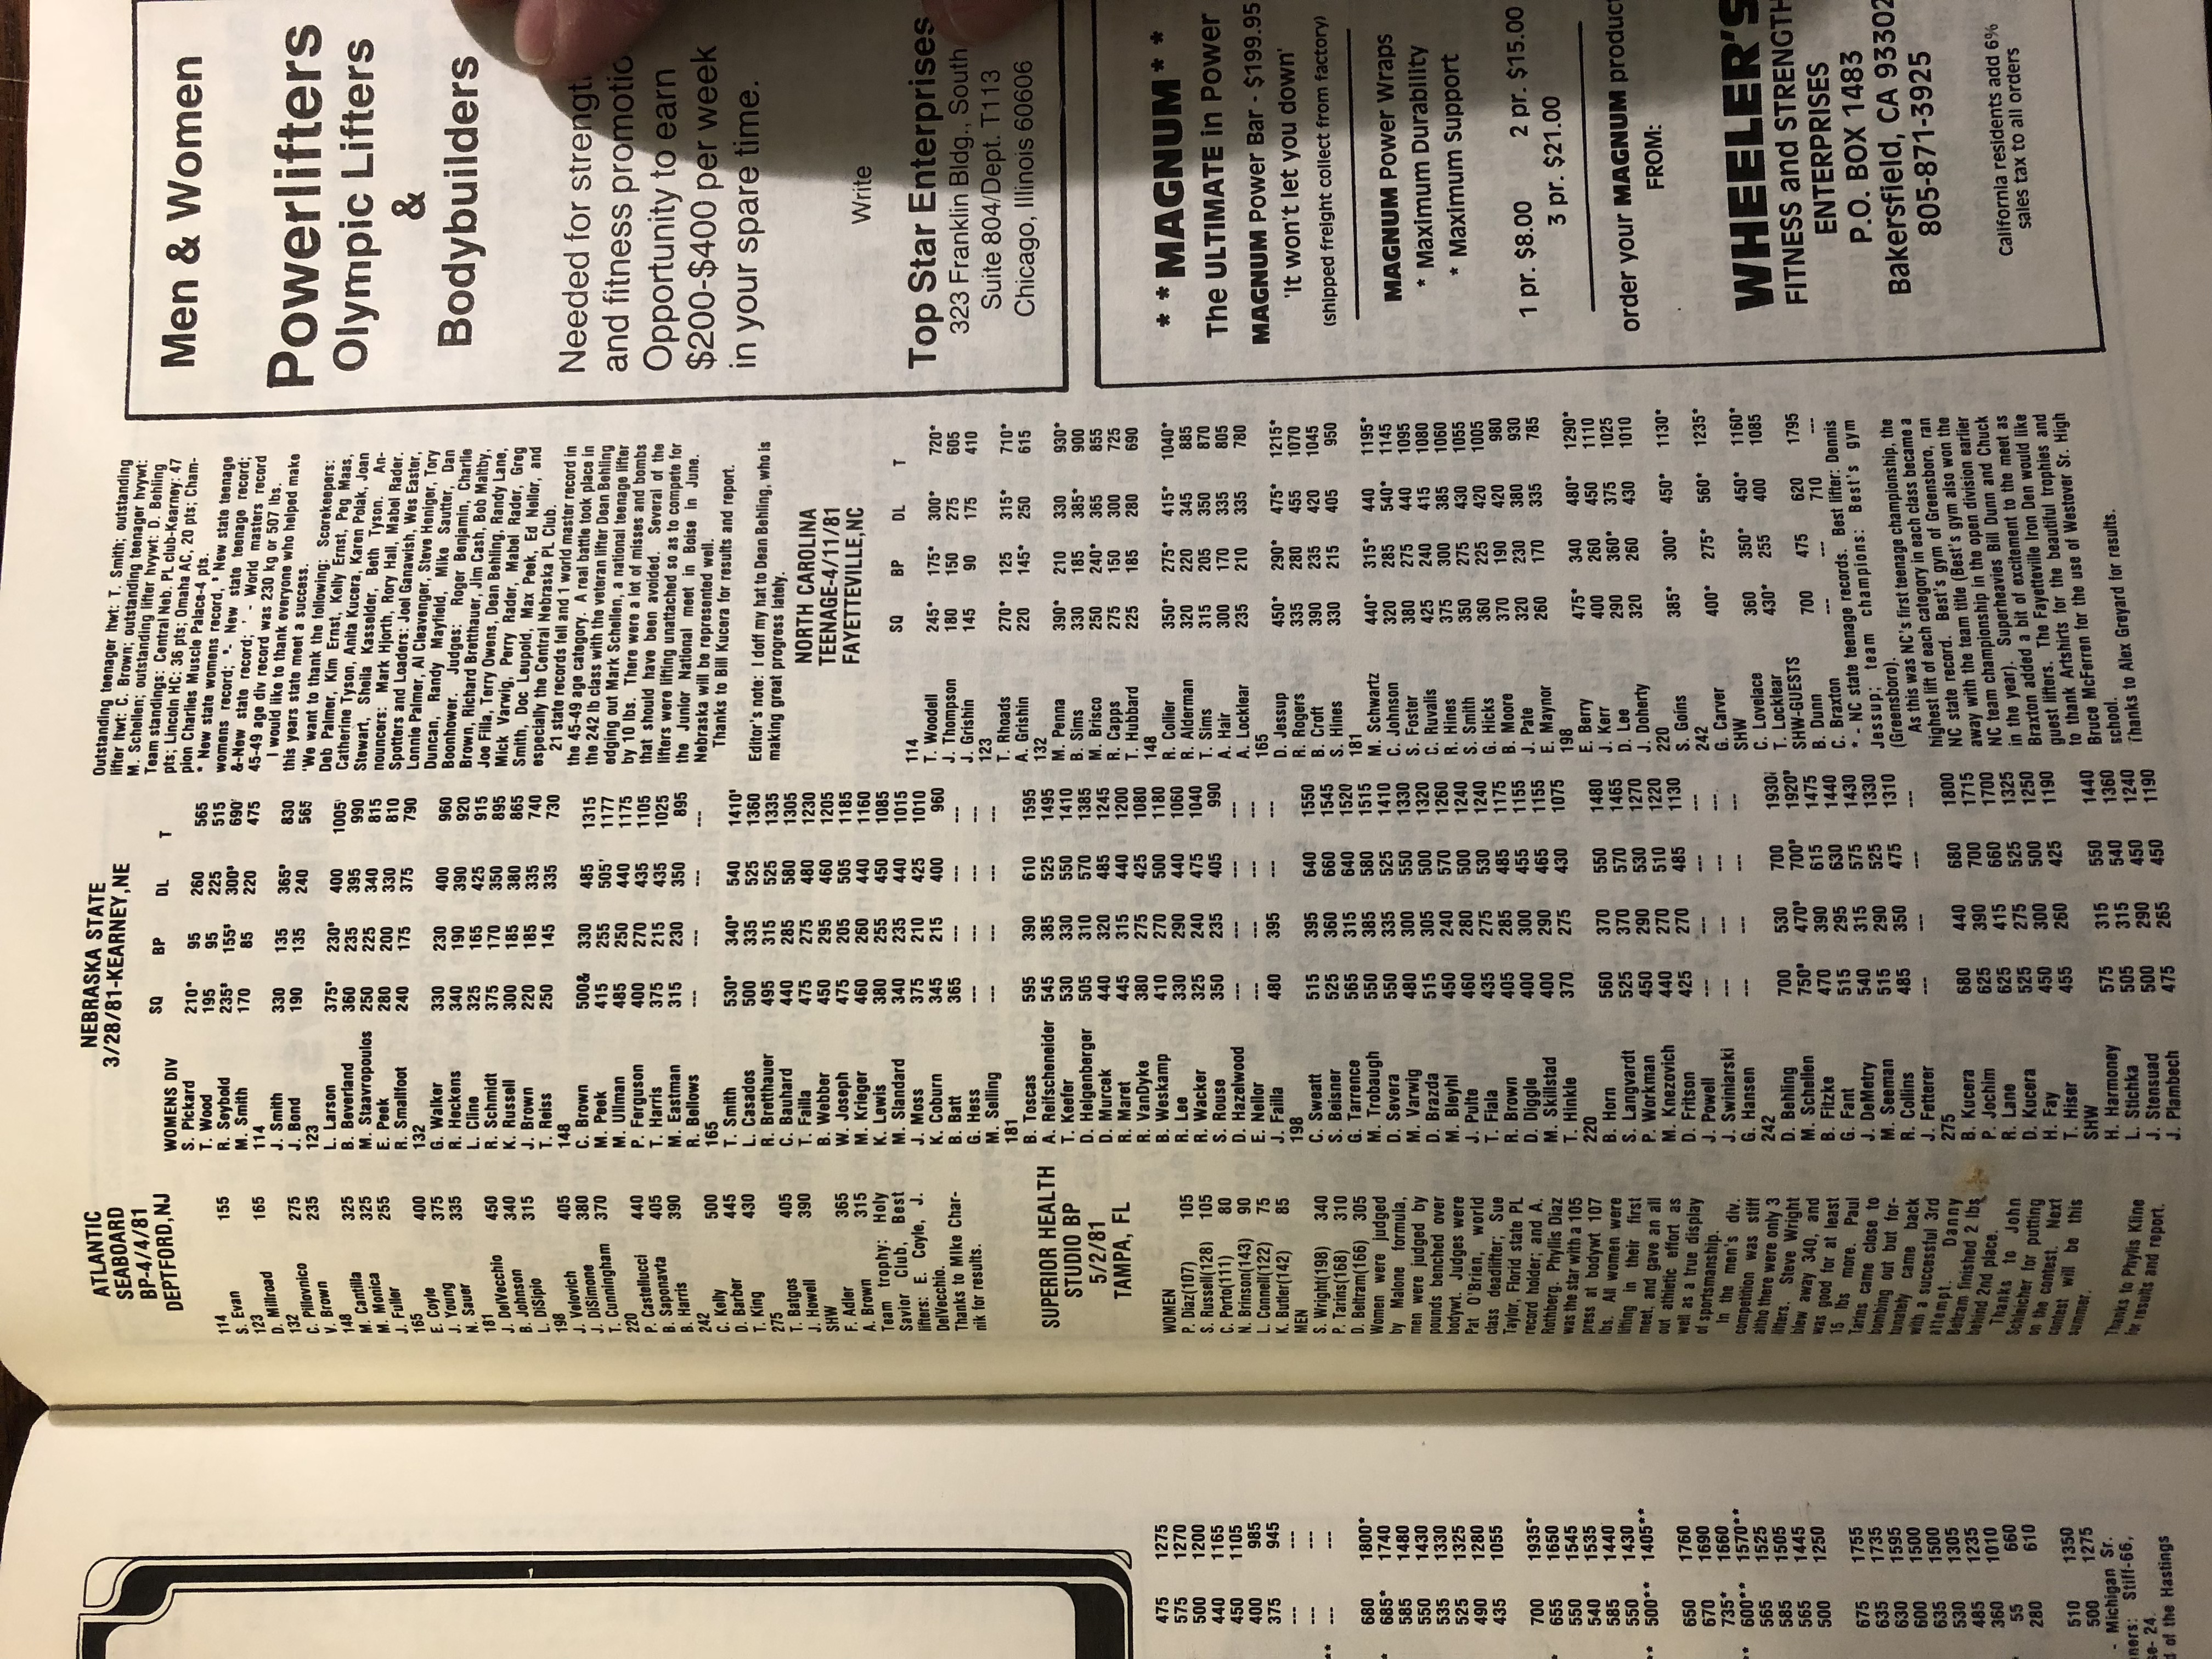 475 1275
575 1270
500 1200
440 1165
450 1105
400 985
375 945
--- ---
--- ---
** --- ---
680 1800*
* 685* 1740
585 1480
550 1430
535 1330
525 1325
490 1280
435 1055
700 1935*
* 655 1650
550 1545
540 1535
585 1440
550 1430
** 500** 1405**
650 1760
670 1690
735* 1660
** 600** 1570**
565 1525
585 1505
565 1445
500 1250
675 1755
635 1735
630 1595
600 1500
635 1500
530 1305
485 1235
360 1010
* 55 660
280 610
510 1350
500 1275
- Michigan Sr.
ners: Stiff-66,
se- 24.
d of the Hastings
ATLANTIC
SEABOARD
BP-4/4/81
DEPTFORD,NJ
114
S. Evan 155
123
D. Millroad 165
132
C. Pillovnico 275
V. Brown 235
148
M. Cantilla 325
M. Monica 325
J. Fuller 255
165
E. Coyle 400
J. Young 375
N. Sauer 335
181
J. DelVecchio 450
B. Johnson 340
L. DiSipio 315
198
J. Velovich 405
J. DiSimone 380
T. Cunningham 370
220
P. Castellucci 440
B. Saponavta 405
B. Harris 390
242
C. Kelly 500
D. Barber 445
T. King 430
275
T. Batgos 405
J. Howell 390
SHW
F. Adler 365
A. Brown 315
Team trophy: Holy
Savior Club, Best
lifters: E. Coyle, J.
DelVecchio.
Thanks to MIke Char-
nik for results.
SUPERIOR HEALTH
STUDIO BP
5/2/81
TAMPA, FL
WOMEN
P. Diaz(107) 105
S. Russell(128) 105
C. Porto(111) 80
N. Brinson(143) 90
L. Connell(122) 75
K. Butler(142) 85
MEN
S. Wright(198) 340
P. Tarins(168) 310
D. Beltram(166) 305
Women were judged
by Malone formula,
men were judged by
pounds benched over
bodywt. Judges were
Pat O'Brien, world
class deadlifter; Sue
Taylor, Florid state PL
record holder; and A.
Rothberg. Phyllis Diaz
was the star with a 105
press at bodywt 107
lbs. All women were
lifting in their first
meet, and gave an all
out athletic effort as
well as a true display
of sportsmanship.
In the men's div.
competition was stiff
altho there were only 3
lifters. Steve Wright
blew away 340, and
was good for at least
15 lbs more. Paul
Tarins came close to
bombing out but for-
tunately came back
with a successful 3rd
attempt. Danny
Beltram finished 2 lbs
behind 2nd place.
Thanks to John
Schleicher for putting
on the contest. Next
contest will be this
summer.
Thanks to Phylis Kline
for results and report.
NEBRASKA STATE
3/28/81-KEARNEY,NE
SQ BP DL T
WOMENS DIV
S. Pickard 210* 95 260 565
T. Wood 195 95 225 515
R. Seybold 235* 155* 300* 690'
M. Smith 170 85 220 475
114
J. Smith 330 135 365* 830
J. Bond 190 135 240 565
123
L. Larson 375* 230* 400 1005'
B. Beverland 360 235 395 990
M. Staavropoulos 250 225 340 815
E. Peek 280 200 330 810
R. Smallfoot 240 175 375 790
132
G. Walker 330 230 400 960
R. Heckens 340 190 390 920
L. Cline 325 165 425 915
R. Schmidt 375 170 350 895
K. Russell 300 185 380 865
J. Brown 220 185 335 740
T. Reiss 250 145 335 730
148
C. Brown 500& 330 485 1315
M. Peek 415 255 505' 1177
M. Ullman 485 250 440 1175
P. Ferguson 400 270 435 1105
T. Harris 375 215 435 1025
M. Eastman 315 230 350 895
R. Bellows --- --- --- ---
165
T. Smith 530* 340* 540 1410*
L. Casados 500 335 525 1360
R. Bretthauer 495 315 525 1335
C. Bauhard 440 285 580 1305
T. Failla 475 275 480 1230
B. Webber 450 295 460 1205
W. Joseph 475 205 505 1185
M. Krieger 460 260 440 1160
K. Lewis 380 255 450 1085
M. Slandard 340 235 440 1015
J. Moss 375 210 425 1010
K. Coburn 345 215 400 960
B. Batt 365 --- --- ---
G. Hess --- --- --- ---
M. Selling --- --- --- ---
181
B. Toscas 595 390 610 1595
A. Reifscheneider 545 385 525 1495
T. Keefer 530 330 550 1410
D. Helgenberger 505 310 570 1385
D. Murcek 440 320 485 1245
R. Maret 445 315 440 1200
R. VanDyke 380 275 425 1080
B. Weskamp 410 270 500 1180
R. Lee 330 290 440 1060
R. Wacker 325 240 475 1040
S. Rouse 350 235 405 990
D. Hazelwood --- --- --- ---
E. Nellor --- --- --- ---
J. Failla 480 395 --- ---
198
C. Sweatt 515 395 640 1550
S. Beisner 525 360 660 1545
G. Tarrence 565 315 640 1520
M. Trobaugh 550 385 580 1515
D. Severa 550 335 525 1410
M. Varwig 480 300 550 1330
D. Brazda 515 305 500 1320
M. Bleyhl 450 240 570 1260
J. Pulte 460 280 500 1240
T. Fiala 435 275 530 1240
R. Brown 405 285 485 1175
D. Diggle 400 300 455 1155
M. Skillstad 400 290 465 1155
T. Hinkle 370 275 430 1075
220
B. Horn 560 370 550 1480
S. Langvardt 525 370 570 1465
P. Workman 450 290 530 1270
M. Knezovich 440 270 510 1220
D. Fritson 425 270 485 1130
J. Powell --- --- --- ---
J. Swiniarski --- --- --- ---
G. Hansen --- --- --- ---
242
D. Behling 700 530 700 1930
M. Schellen 750* 470* 700* 1920*
B. Fitzke 470 390 615 1475
G. Fant 515 295 630 1440
J. DeMetry 540 315 575 1430
M. Seeman 515 290 525 1330
R. Collins 485 350 475 1310
J. Fetterer --- --- --- ---
275
B. Kucera 680 440 680 1800
P. Jochim 625 390 700 1715
R. Lane 625 415 660 1700
D. Kucera 525 275 525 1325
H. Fay 450 300 500 1250
T. Hiser 455 260 425 1190
SHW
H. Harmoney 575 315 550 1440
L. Stichka 505 315 540 1360
J. Stensuad 500 290 450 1240
J. Plambech 475 265 450 1190
Outstanding teenager ltwt: T. Smith; outstanding
lifter ltwt: C. Brown; outstanding teenager hvywt:
M. Schellen; outstanding lifter hvywt: D. Behling
Team standings: Central Neb. PL club-Kearney: 47
pts; Lincoln HC: 36 pts; Omaha AC, 20 pts; Cham-
pion Charlies Muscle Palace-4 pts.
* New state womens record, ' New state teenage
womens record; *- New state teenage record;
&-New state record; ' - World masters record
45-49 age div record was 230 kg or 507 lbs.
I would like to thank everyone who helped make
this years state meet a success.
'We want to thank the following: Scorekeepers:
Deb Palmer, Kim Ernst, Kelly Ernst, Peg Maas,
Catherine Tyson, Anita Kucera, Karen Polak, Joan
Stewart, Sheila Kasselder, Beth Tyson. An-
nouncers: Mark Hjorth, Rory Hall, Mabel Rader.
Spotters and Loaders: Joel Ganawish, Wes Easter,
Lonnie Palmer, Al Cleavenger, Steve Heniger, Tory
Duncan, Randy Mayfield, Mike Sautter, Dan
Boonhower. Judges: Roger Benjamin, Charlie
Brown, Richard Bretthauer, Jim Cash, Bob Maltby,
Joe Filla, Terry Owens, Dean Behling, Randy Lane,
Mick Varwig, Perry Rader, Mabel Rader, Greg
Smith, Doc Leupold, Max Peek, Ed Nellor, and
especially the Central Nebraska PL Club.
21 state records fell and 1 world master record in
the 45-49 age category. A real battle took place in
the 242 lb class with the veteran lifter Dean Behling
edging out Mark Schellen, a national teenage lifter
by 10 lbs. There were a lot of misses and bombs
that should have been avoided. Several of the
lifters were lifting unattached so as to compete for
the Junior National meet in Boise in June.
Nebraska will be represented well.
Thanks to Bill Kucera for results and report.
Editor's note: I doff my hat to Dean Behling, who is
making great progress lately.
NORTH CAROLINA
TEENAGE-4/11/81
FAYETTEVILLE,NC
SQ BP DL T
114
T. Woodell 245* 175* 300* 720*
J. Thompson 180 150 275 605
J. Grishin 145 90 175 410
123
T. Rhoads 270* 125 315* 710*
A. Grishin 220 145* 250 615
132
M. Penna 390* 210 330 930*
B. Sims 330 185 385* 900
M. Brisco 250 240* 365 855
R. Capps 275 150 300 725
T. Hubbard 225 185 280 690
148
R. Collier 350* 275* 415* 1040*
R. Alderman 320 220 345 885
T. Sims 315 205 350 870
A. Hair 300 170 335 805
A. Locklear 235 210 335 780
165
D. Jessup 450* 290* 475* 1215*
R. Rogers 335 280 455 1070
B. Croft 390 235 420 1045
S. Hines 330 215 405 950
181
M. Schwartz 440* 315* 440 1195*
C. Johnson 320 285 540* 1145
S. Foster 380 275 440 1095
C. Ruvalis 425 240 415 1080
R. Hines 375 300 385 1060
S. Smith 350 275 430 1055
G. Hicks 360 225 420 1005
B. Moore 370 190 420 980
J. Pate 320 230 380 930
E. Maynor 260 170 335 785
198
E. Berry 475* 340 480* 1290*
J. Kerr 400 260 450 1110
D. Lee 290 360* 375 1025
J. Doherty 320 260 430 1010
220
S. Goins 385* 300* 450* 1130*
242
G. Carver 400* 275* 560* 1235*
SHW
C. Lovelace 360 350* 450* 1160*
T. Locklear 430* 255 400 1085
SHW-GUESTS
B. Dunn 700 475 620 1795
C. Braxton --- --- 710 ---
* - NC state teenage records. Best lifter: Dennis
Jessup; team champions: Best's gym
(Greensboro).
As this was NC's first teenage championship, the
highest lift of each category in each class became a
NC state record. Best's gym of Greensboro, ran
away with the team title (Best's gym also won the
NC team championship in the open division earlier
in the year). Superheavies Bill Dunn and Chuck
Braxton added a bit of excitement to the meet as
guest lifters. The Fayetteville Iron Den would like
to thank Artshirts for the beautiful trophies and
Bruce McFerren for the use of Westover Sr. High
school.
Thanks to Alex Greyard for results.
Men & Women
Powerlifters
Olympic Lifters
&
Bodybuilders
Needed for strengt
and fitness promotio
Opportunity to earn
$200-$400 per week
in your spare time.
Write
Top Star Enterprises
323 Franklin Bldg., South
Suite 804/Dept. T113
Chicago, Illinois 60606
* * MAGNUM * *
The ULTIMATE in Power
MAGNUM Power Bar - $199.95
'It won't let you down'
(shipped freight collect from factory)
MAGNUM Power Wraps
* Maximum Durability
* Maximum Support
1 pr. $8.00 2 pr. $15.00
3 pr. $21.00
order your MAGNUM product
FROM:
WHEELER'S
FITNESS and STRENGTH
ENTERPRISES
P.O. BOX 1483
Bakersfield, CA 93302
805-871-3925
California residents add 6%
sales tax to all orders